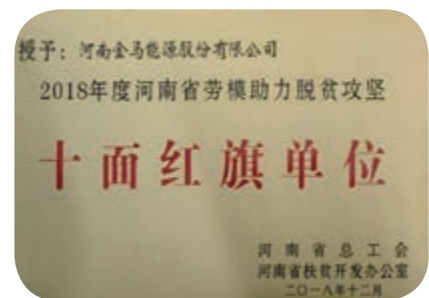 授予：河南金马能源股份有限公司
2018年度河南省劳模助力脱贫攻坚
十面红旗单位
河南省总工会
河南省扶贫开发办公室
二〇一八年十二月